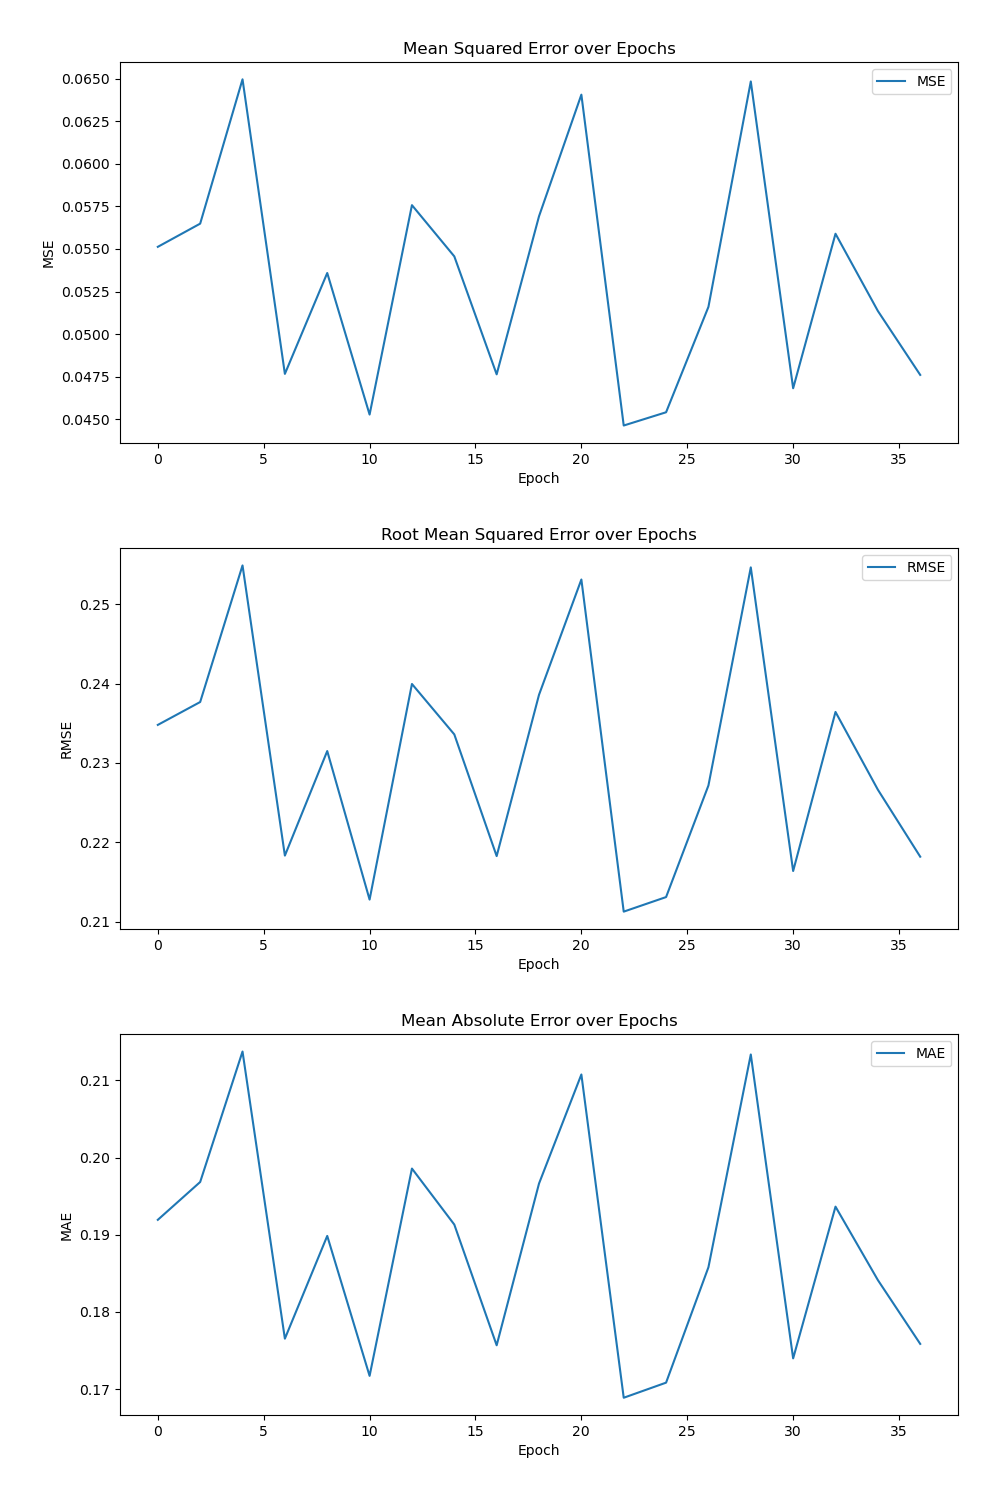 Mean Squared Error over Epochs
MSE
0.0650
0.0625
0.0600
0.0575
0.0550
0.0525
0.0500
0.0475
0.0450
MSE
0 5 10 15 20 25 30 35
Epoch
Root Mean Squared Error over Epochs
RMSE
0.25
0.24
0.23
0.22
0.21
RMSE
0 5 10 15 20 25 30 35
Epoch
Mean Absolute Error over Epochs
MAE
0.21
0.20
0.19
0.18
0.17
MAE
0 5 10 15 20 25 30 35
Epoch